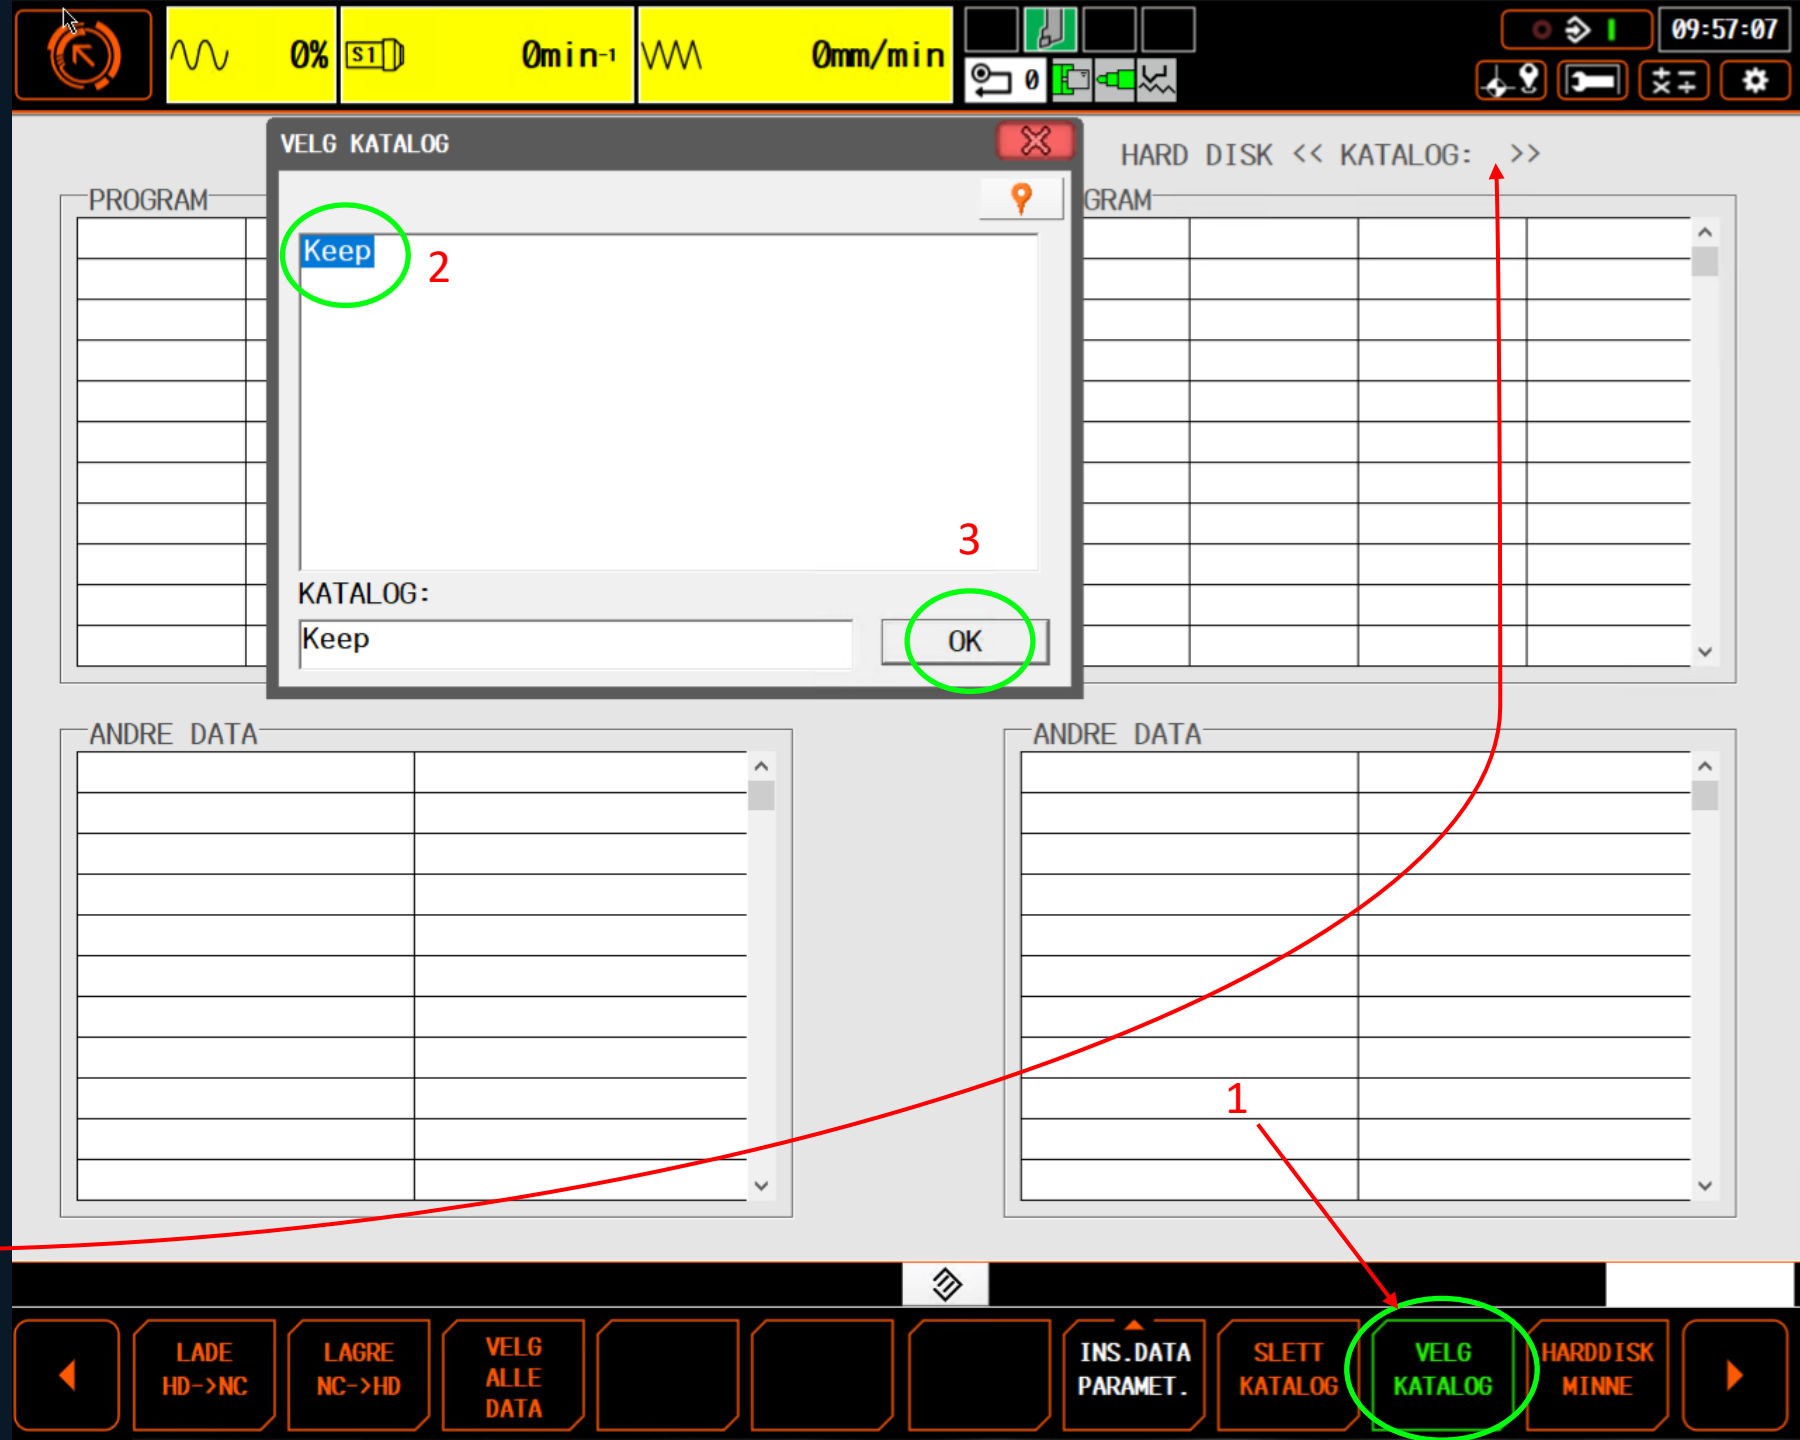 0%
S1
0min-1
0mm/min
0
09:57:07
VELG KATALOG
HARD DISK << KATALOG: >>
PROGRAM
GRAM
Keep
2
3
KATALOG:
Keep
OK
ANDRE DATA
ANDRE DATA
1
LADE
HD->NC
LAGRE
NC->HD
VELG
ALLE
DATA
INS.DATA
PARAMET.
SLETT
KATALOG
VELG
KATALOG
HARDDISK
MINNE